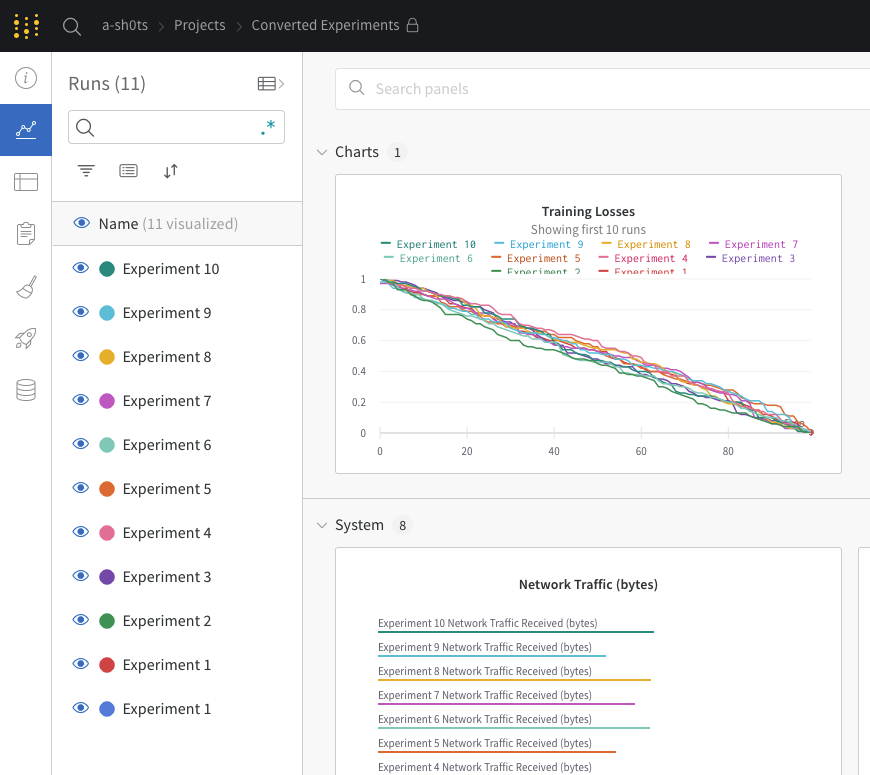 a-sh0ts > Projects > Converted Experiments
Runs (11)
.*
Name (11 visualized)
Experiment 10
Experiment 9
Experiment 8
Experiment 7
Experiment 6
Experiment 5
Experiment 4
Experiment 3
Experiment 2
Experiment 1
Experiment 1
Search panels
Charts 1
Training Losses
Showing first 10 runs
Experiment 10 Experiment 9 Experiment 8 Experiment 7
Experiment 6 Experiment 5 Experiment 4 Experiment 3
Experiment 2 Experiment 1
1
0.8
0.6
0.4
0.2
0
0 20 40 60 80
System 8
Network Traffic (bytes)
Experiment 10 Network Traffic Received (bytes)
Experiment 9 Network Traffic Received (bytes)
Experiment 8 Network Traffic Received (bytes)
Experiment 7 Network Traffic Received (bytes)
Experiment 6 Network Traffic Received (bytes)
Experiment 5 Network Traffic Received (bytes)
Experiment 4 Network Traffic Received (bytes)